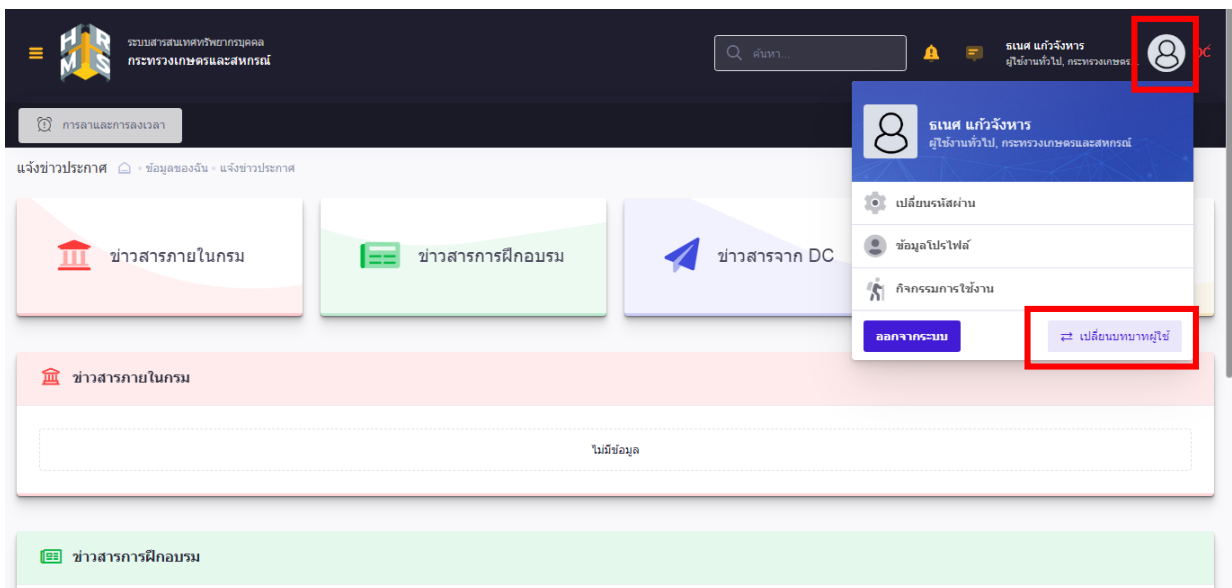 HR
MS
ระบบสารสนเทศทรัพยากรบุคคล
กระทรวงเกษตรและสหกรณ์
ค้นหา...
ธเนศ แก้วจังหาร
ผู้ใช้งานทั่วไป, กระทรวงเกษตร...
DC
การลาและการลงเวลา
ธเนศ แก้วจังหาร
ผู้ใช้งานทั่วไป, กระทรวงเกษตรและสหกรณ์
เปลี่ยนรหัสผ่าน
ข้อมูลโปรไฟล์
กิจกรรมการใช้งาน
ออกจากระบบ
เปลี่ยนบทบาทผู้ใช้
แจ้งข่าวประกาศ - ข้อมูลของฉัน - แจ้งข่าวประกาศ
ข่าวสารภายในกรม
ข่าวสารการฝึกอบรม
ข่าวสารจาก DC
ข่าวสารภายในกรม
ไม่มีข้อมูล
ข่าวสารการฝึกอบรม